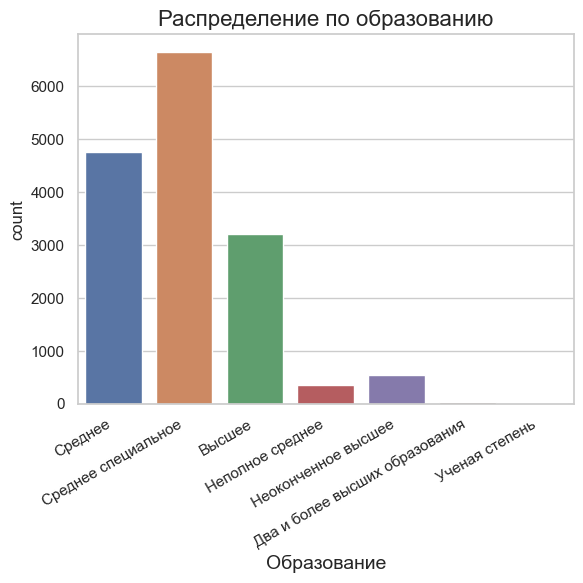 Распределение по образованию
6000
5000
4000
3000
2000
1000
0
count
Среднее
Среднее специальное
Высшее
Неполное среднее
Неоконченное высшее
Два и более высших образования
Ученая степень
Образование